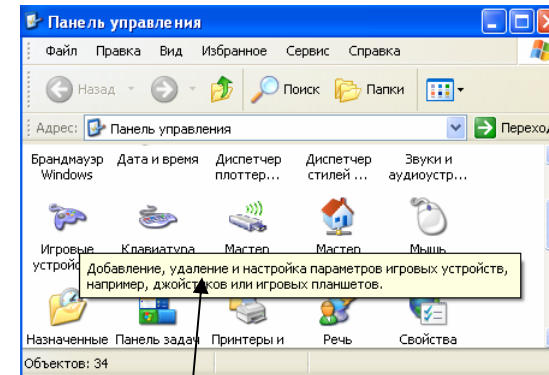 Панель управления
Файл Правка Вид Избранное Сервис Справка
Назад Поиск Папки
Адрес: Панель управления Переход
Брандмауэр Windows
Дата и время
Диспетчер плоттер...
Диспетчер стилей ...
Звуки и аудиоустр...
Игровые
Клавиатура
Мастер
Мастер
Мышь
Добавление, удаление и настройка параметров игровых устройств,
например, джойстиков или игровых планшетов.
Назначенные
Панель задач
Принтеры и
Речь
Свойства
Объектов: 34